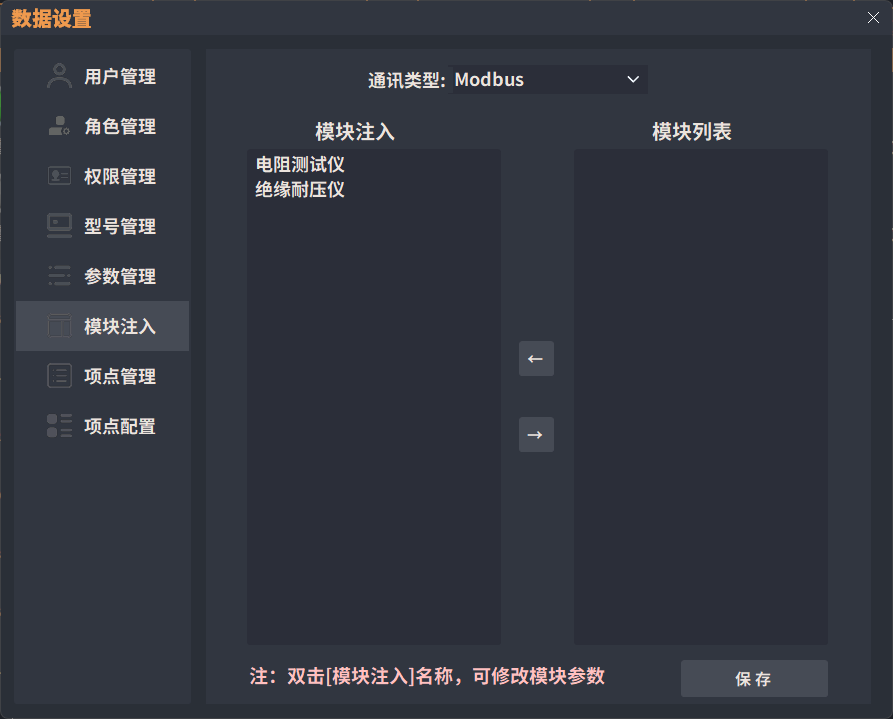 数据设置
用户管理
角色管理
权限管理
型号管理
参数管理
模块注入
项点管理
项点配置
通讯类型: Modbus
模块注入
模块列表
电阻测试仪
绝缘耐压仪
←
→
注：双击[模块注入]名称，可修改模块参数
保 存